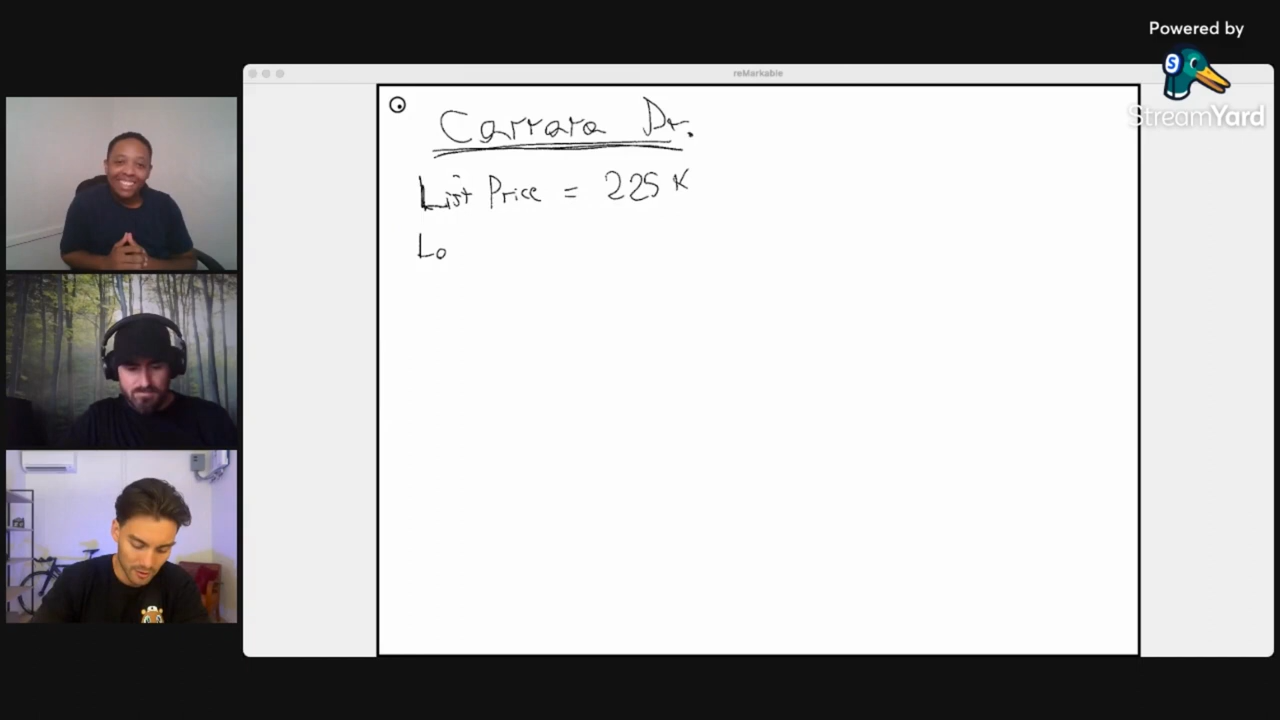 Powered by
S
StreamYard
reMarkable
Carrara Dr.
List Price = 225 K
Lo